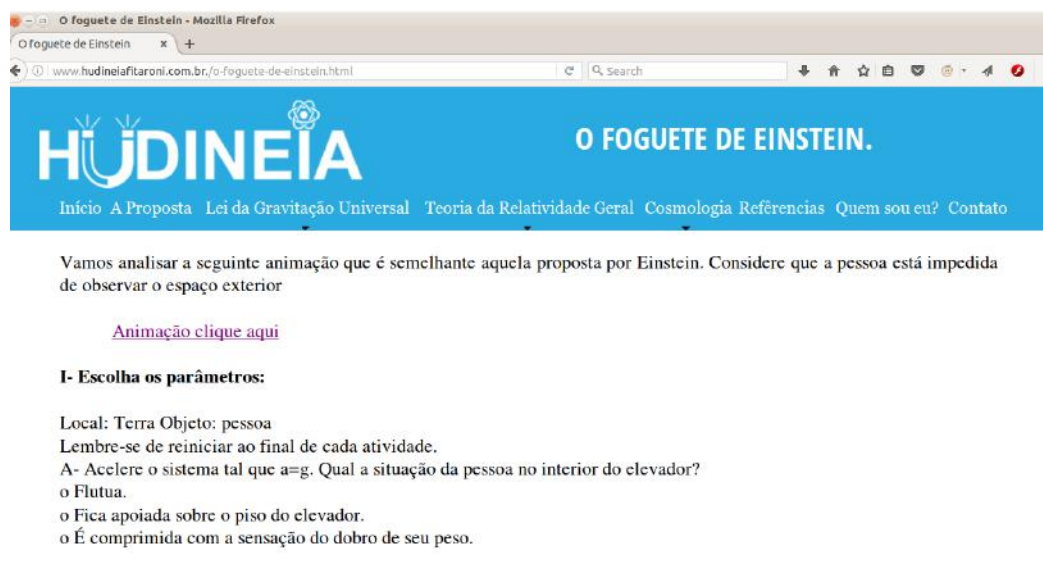 O foguete de Einstein - Mozilla Firefox
O foguete de Einstein x +
www.hudineiafitaroni.com.br./o-foguete-de-einstein.html Search
HUDINEIA
O FOGUETE DE EINSTEIN.
Início A Proposta Lei da Gravitação Universal Teoria da Relatividade Geral Cosmologia Refêrencias Quem sou eu? Contato
Vamos analisar a seguinte animação que é semelhante aquela proposta por Einstein. Considere que a pessoa está impedida
de observar o espaço exterior
Animação clique aqui
I- Escolha os parâmetros:
Local: Terra Objeto: pessoa
Lembre-se de reiniciar ao final de cada atividade.
A- Acelere o sistema tal que a=g. Qual a situação da pessoa no interior do elevador?
o Flutua.
o Fica apoiada sobre o piso do elevador.
o É comprimida com a sensação do dobro de seu peso.